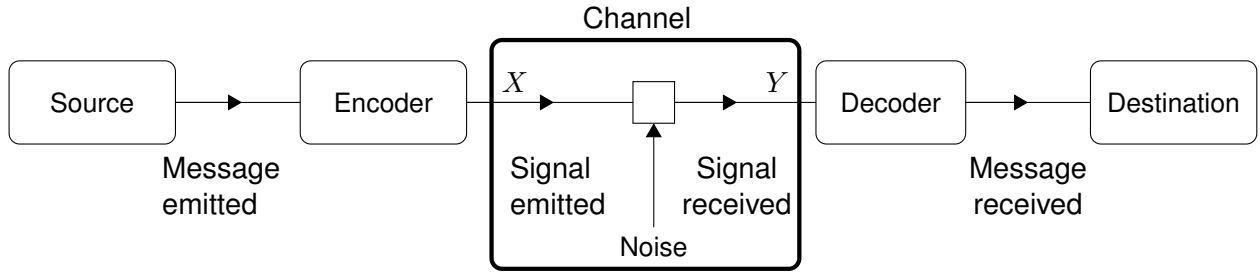 Channel
Source
Encoder
X
Y
Decoder
Destination
Message
emitted
Signal
emitted
Signal
received
Message
received
Noise